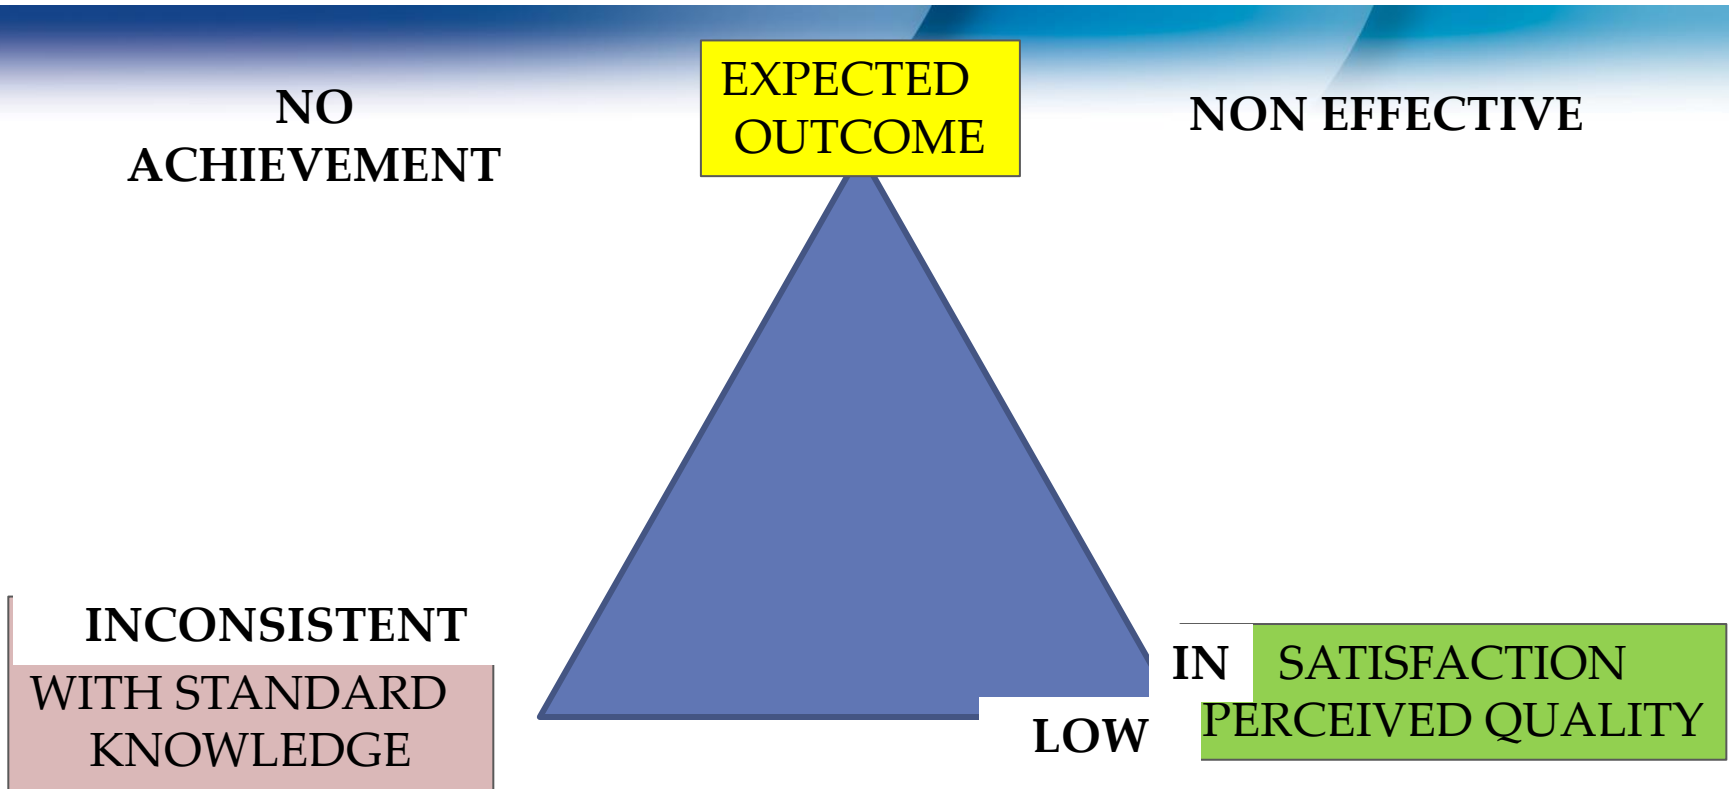 NO
ACHIEVEMENT
EXPECTED
OUTCOME
NON EFFECTIVE
INCONSISTENT
WITH STANDARD
KNOWLEDGE
IN SATISFACTION
LOW PERCEIVED QUALITY